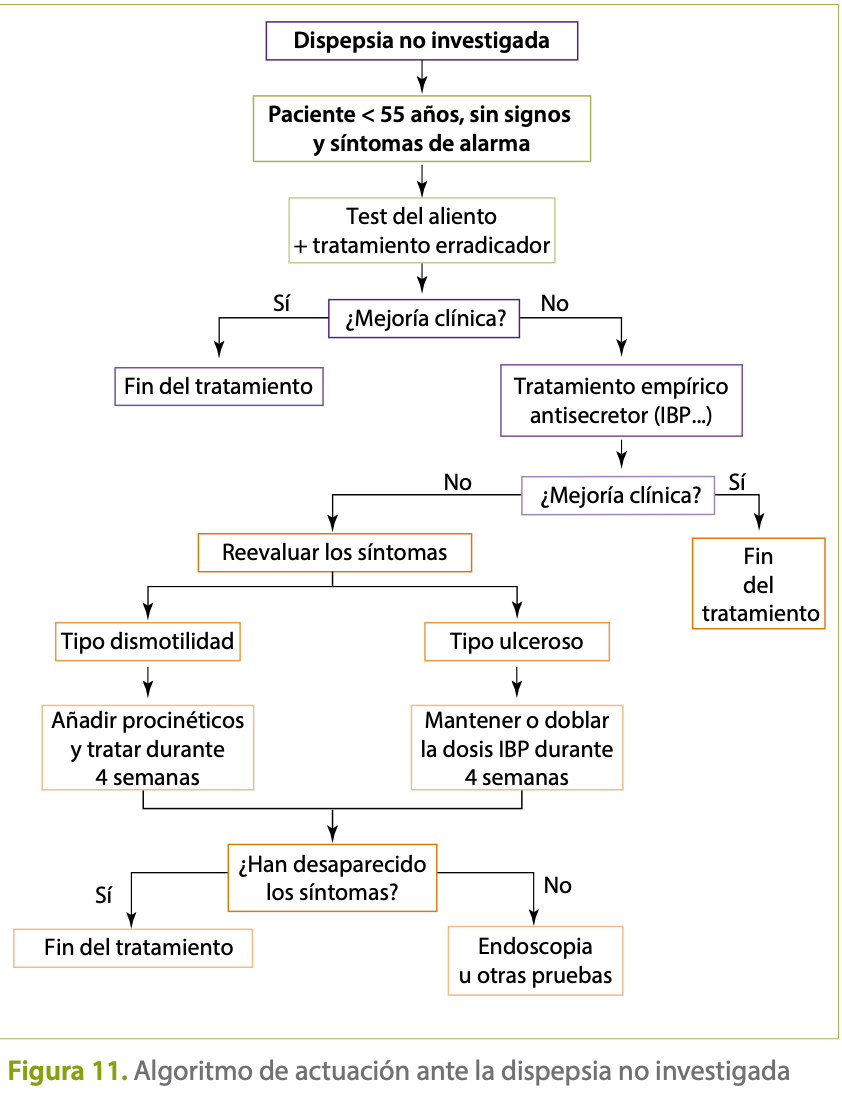 Dispepsia no investigada
Paciente < 55 años, sin signos
y síntomas de alarma
Test del aliento
+ tratamiento erradicador
Sí
¿Mejoría clínica?
No
Fin del tratamiento
Tratamiento empírico
antisecretor (IBP...)
No
¿Mejoría clínica?
Sí
Reevaluar los síntomas
Fin
del
tratamiento
Tipo dismotilidad
Tipo ulceroso
Añadir procinéticos
y tratar durante
4 semanas
Mantener o doblar
la dosis IBP durante
4 semanas
¿Han desaparecido
los síntomas?
Sí
No
Fin del tratamiento
Endoscopia
u otras pruebas
Figura 11. Algoritmo de actuación ante la dispepsia no investigada